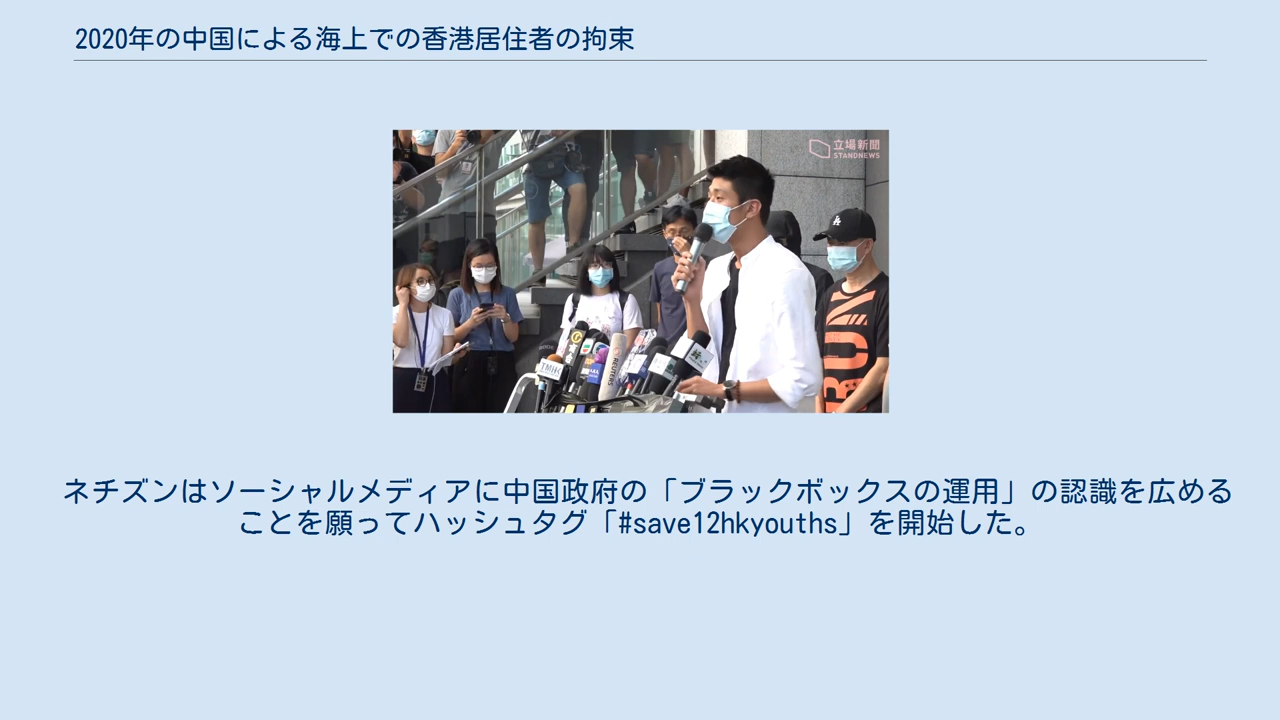 2020年の中国による海上での香港居住者の拘束
立場新聞
STANDNEWS
REUTERS
ネチズンはソーシャルメディアに中国政府の「ブラックボックスの運用」の認識を広める
ことを願ってハッシュタグ「#save12hkyouths」を開始した。